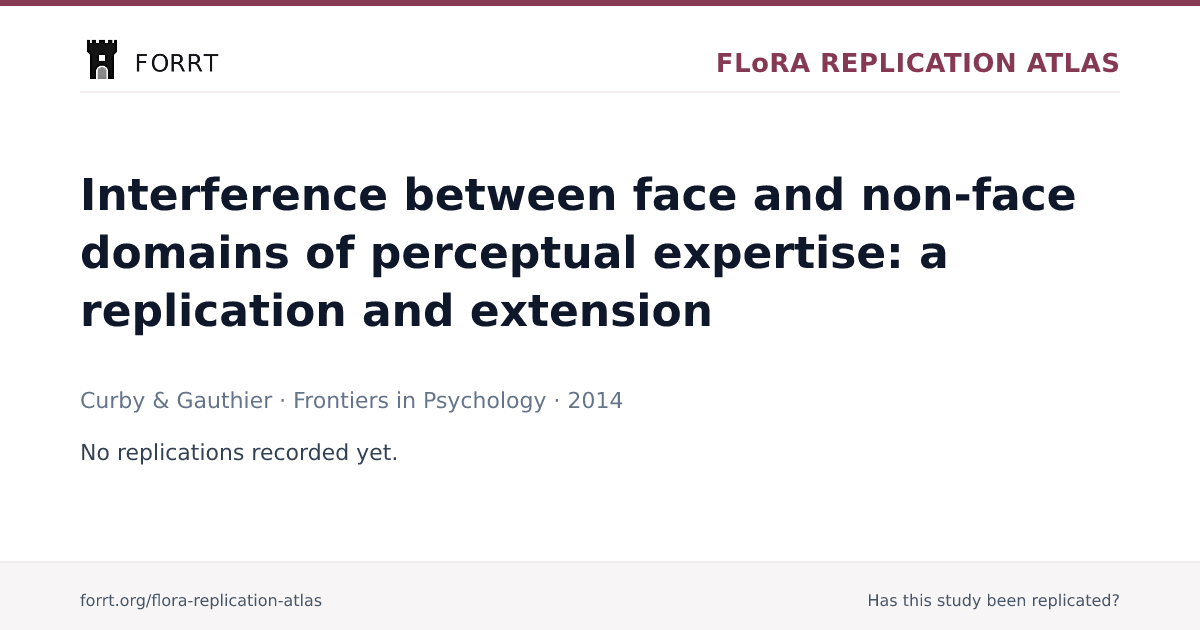 FORRT
FLoRA REPLICATION ATLAS
Interference between face and non-face
domains of perceptual expertise: a
replication and extension
Curby & Gauthier · Frontiers in Psychology · 2014
No replications recorded yet.
forrt.org/flora-replication-atlas
Has this study been replicated?